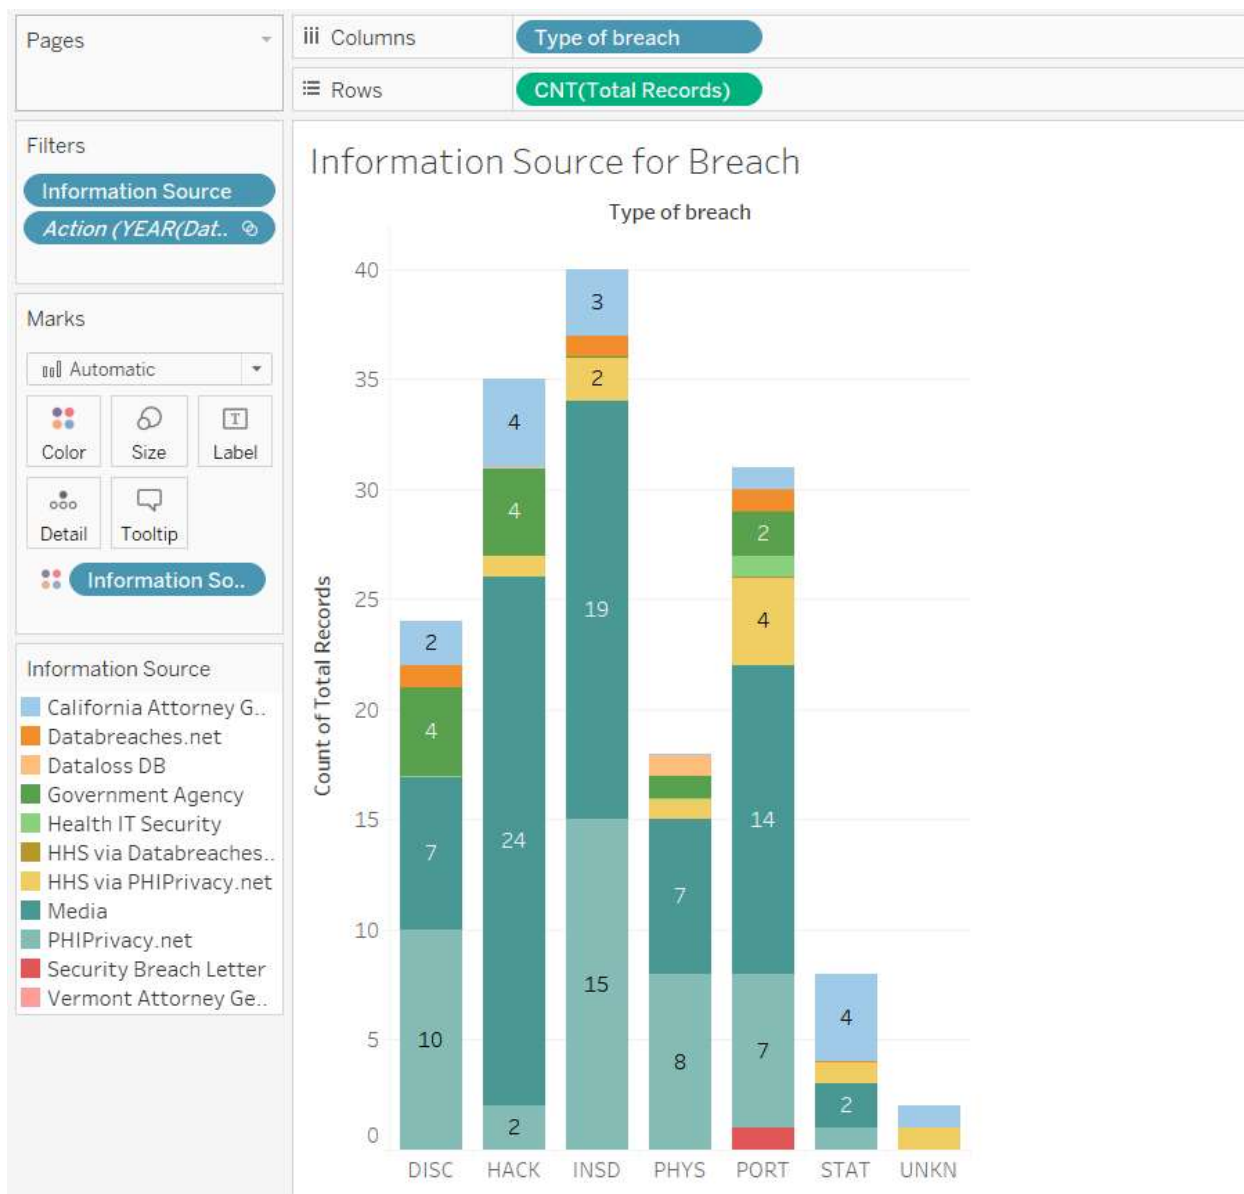 Pages
iii Columns
Type of breach
Rows
CNT(Total Records)
Filters
Information Source
Action (YEAR(Dat..
Marks
Automatic
Color
Size
Label
Detail
Tooltip
Information So..
Information Source
California Attorney G..
Databreaches.net
Dataloss DB
Government Agency
Health IT Security
HHS via Databreaches..
HHS via PHIPrivacy.net
Media
PHIPrivacy.net
Security Breach Letter
Vermont Attorney Ge..
Information Source for Breach
Type of breach
Count of Total Records
40
35
30
25
20
15
10
5
0
2
4
7
10
4
4
24
2
3
2
19
15
7
8
2
4
14
7
4
2
DISC HACK INSD PHYS PORT STAT UNKN